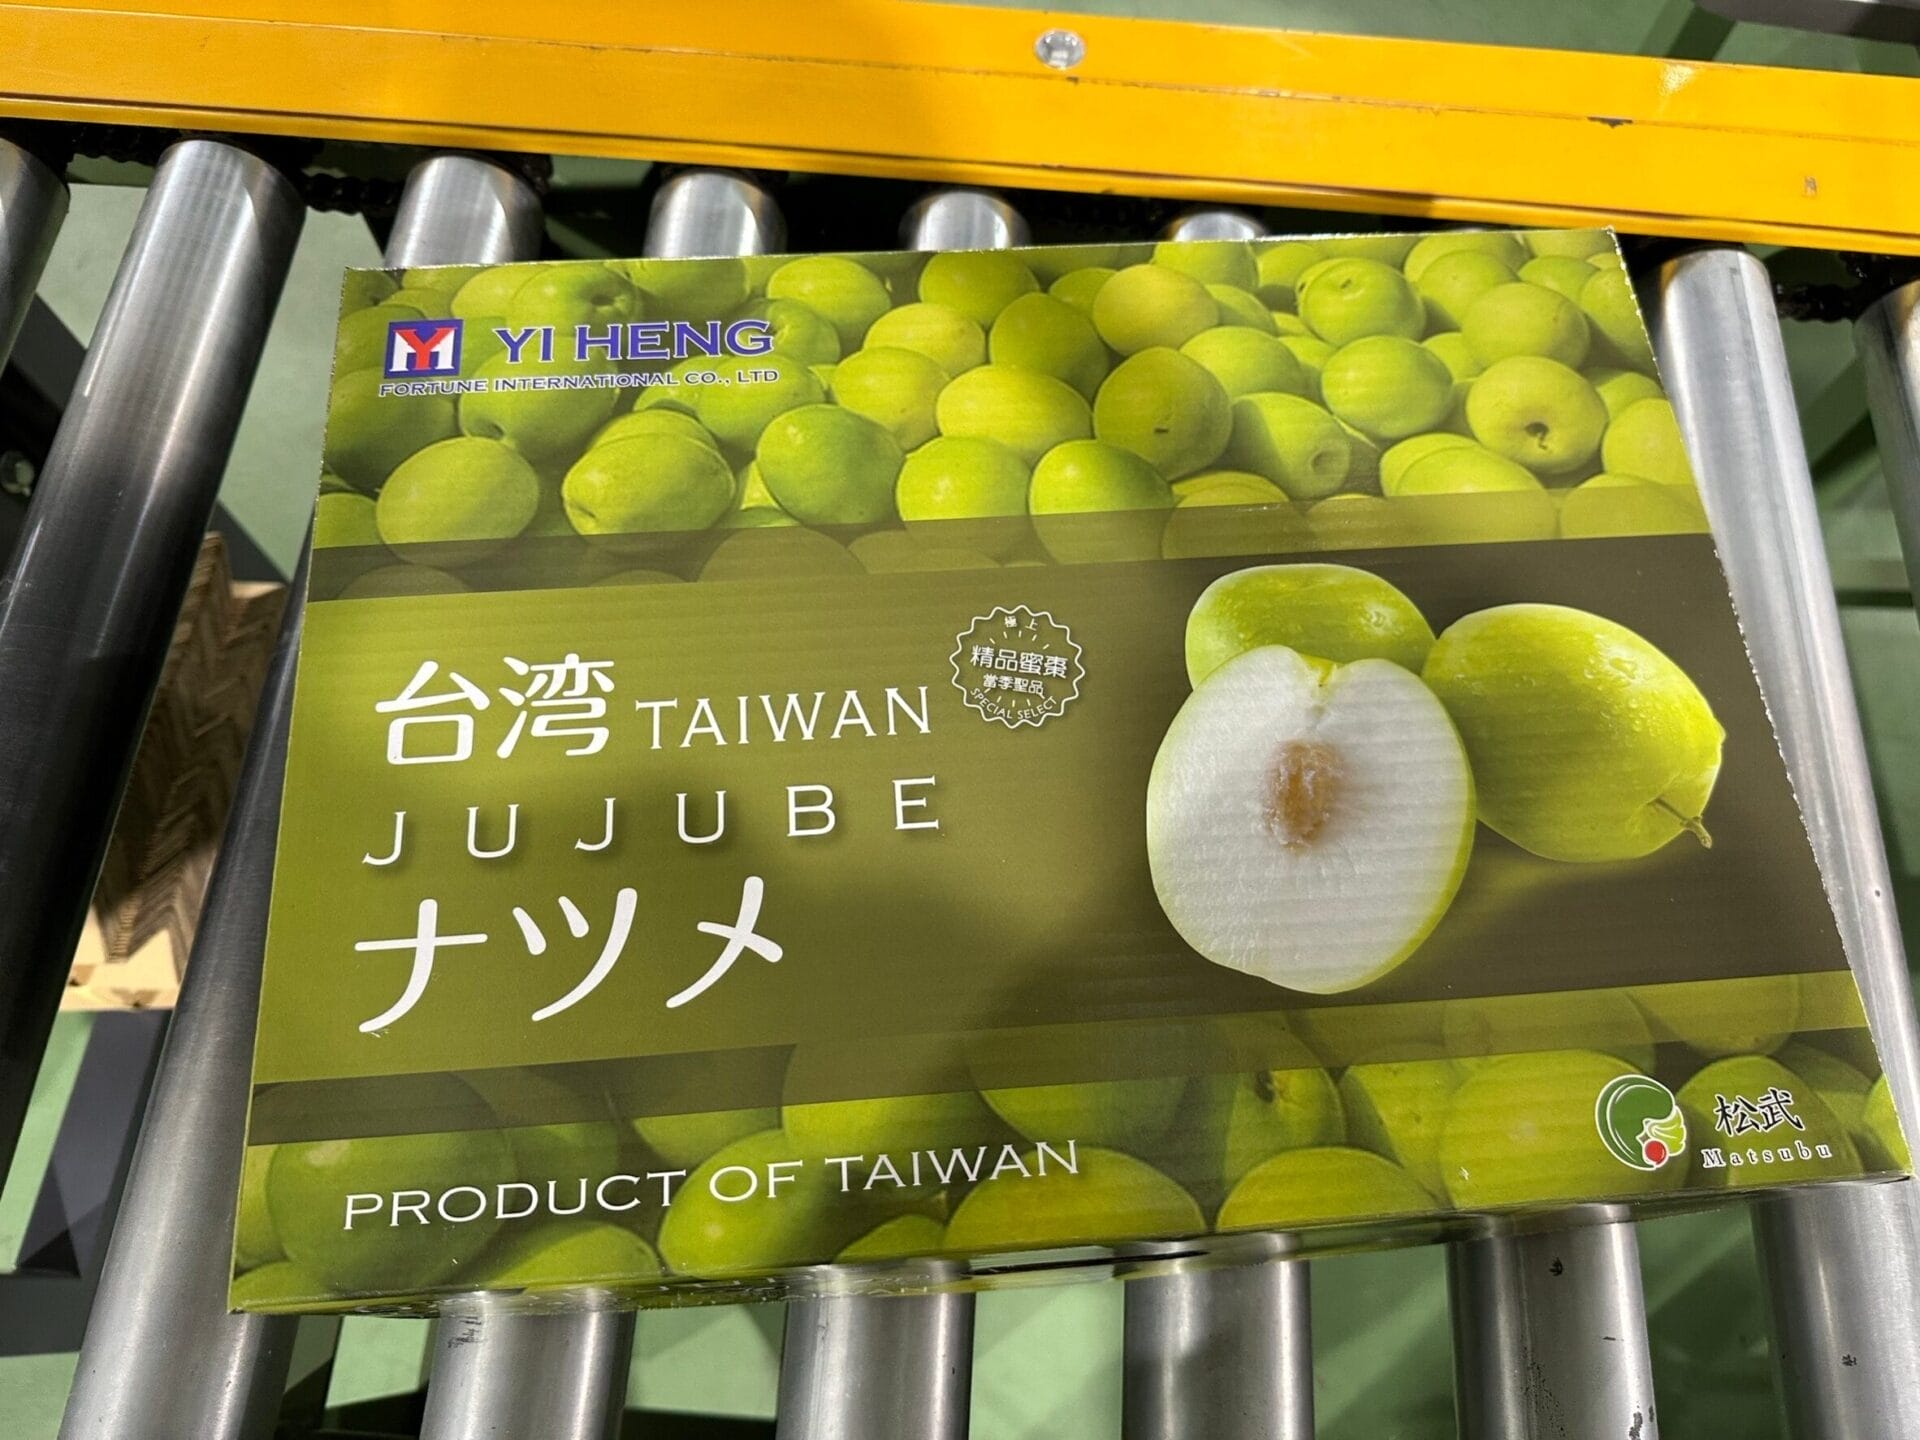 YM YI HENG
FORTUNE INTERNATIONAL CO., LTD
極上
精品蜜棗
當季聖品
SPECIAL SELECT
台湾 TAIWAN
JUJUBE
ナツメ
PRODUCT OF TAIWAN
松武
Matsubu